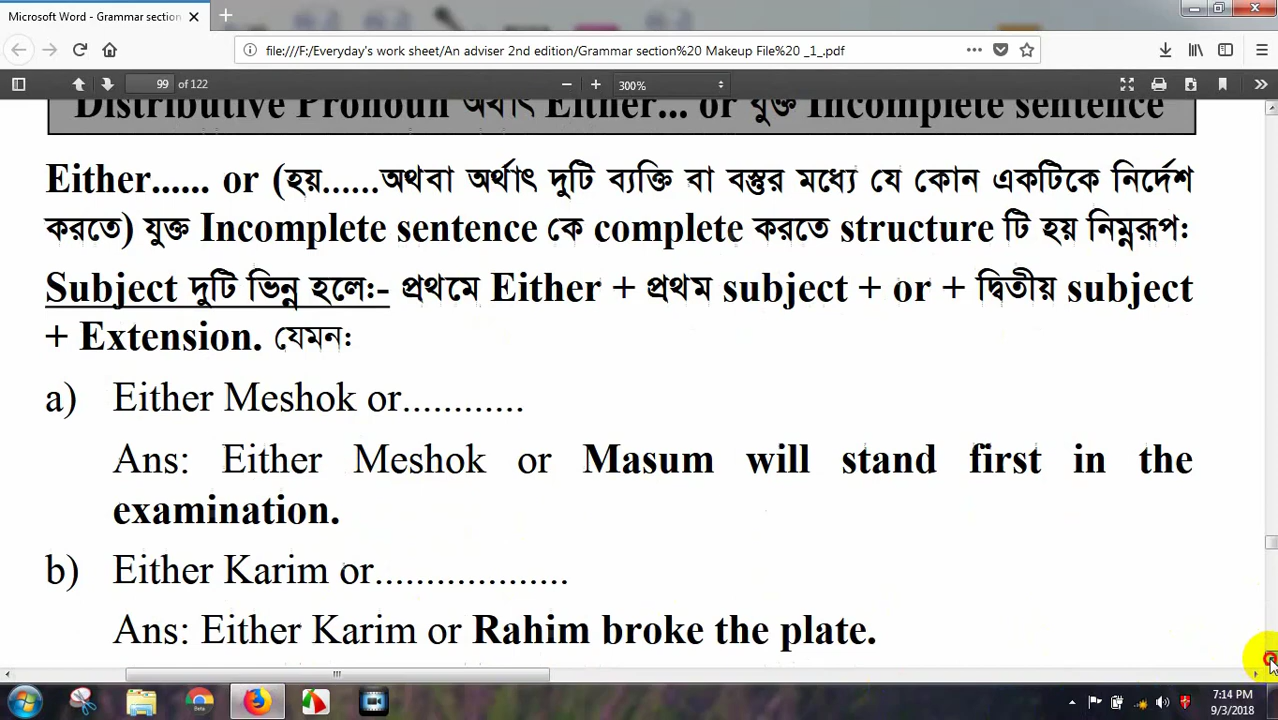 Microsoft Word - Grammar section
file:///F:/Everyday's work sheet/An adviser 2nd edition/Grammar section%20 Makeup File%20 _1_.pdf
99 of 122
300%
Distributive Pronoun অর্থাৎ Either... or যুক্ত Incomplete sentence
Either...... or (হয়......অথবা অর্থাৎ দুটি ব্যক্তি বা বস্তুর মধ্যে যে কোন একটিকে নির্দেশ
করতে) যুক্ত Incomplete sentence কে complete করতে structure টি হয় নিম্নরূপঃ
Subject দুটি ভিন্ন হলেঃ- প্রথমে Either + প্রথম subject + or + দ্বিতীয় subject
+ Extension. যেমনঃ
a) Either Meshok or............
Ans: Either Meshok or Masum will stand first in the
examination.
b) Either Karim or...................
Ans: Either Karim or Rahim broke the plate.
7:14 PM
9/3/2018